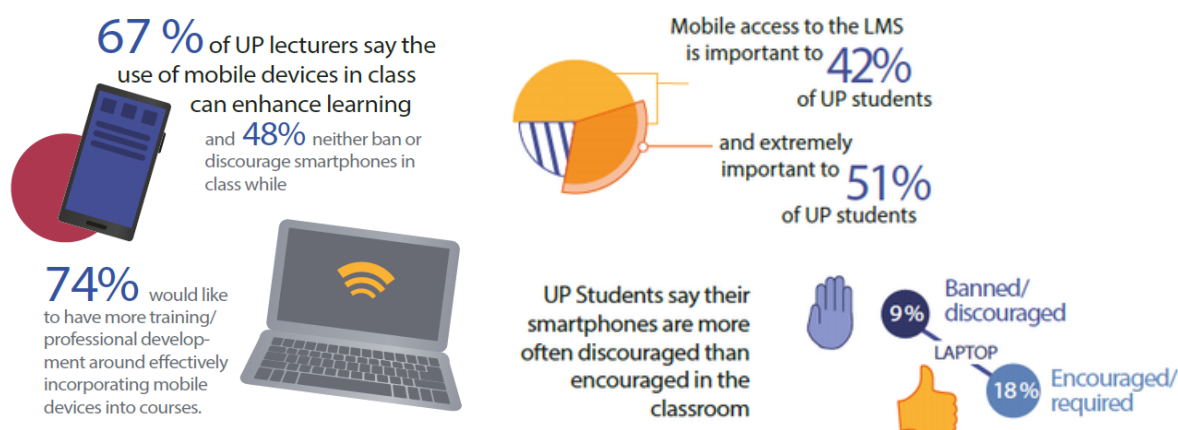 67 % of UP lecturers say the
use of mobile devices in class
can enhance learning
and 48% neither ban or
discourage smartphones in
class while
74% would like
to have more training/
professional develop-
ment around effectively
incorporating mobile
devices into courses.
Mobile access to the LMS
is important to 42%
of UP students
and extremely
important to 51%
of UP students
UP Students say their
smartphones are more
often discouraged than
encouraged in the
classroom
9% Banned/
discouraged
LAPTOP
18% Encouraged/
required